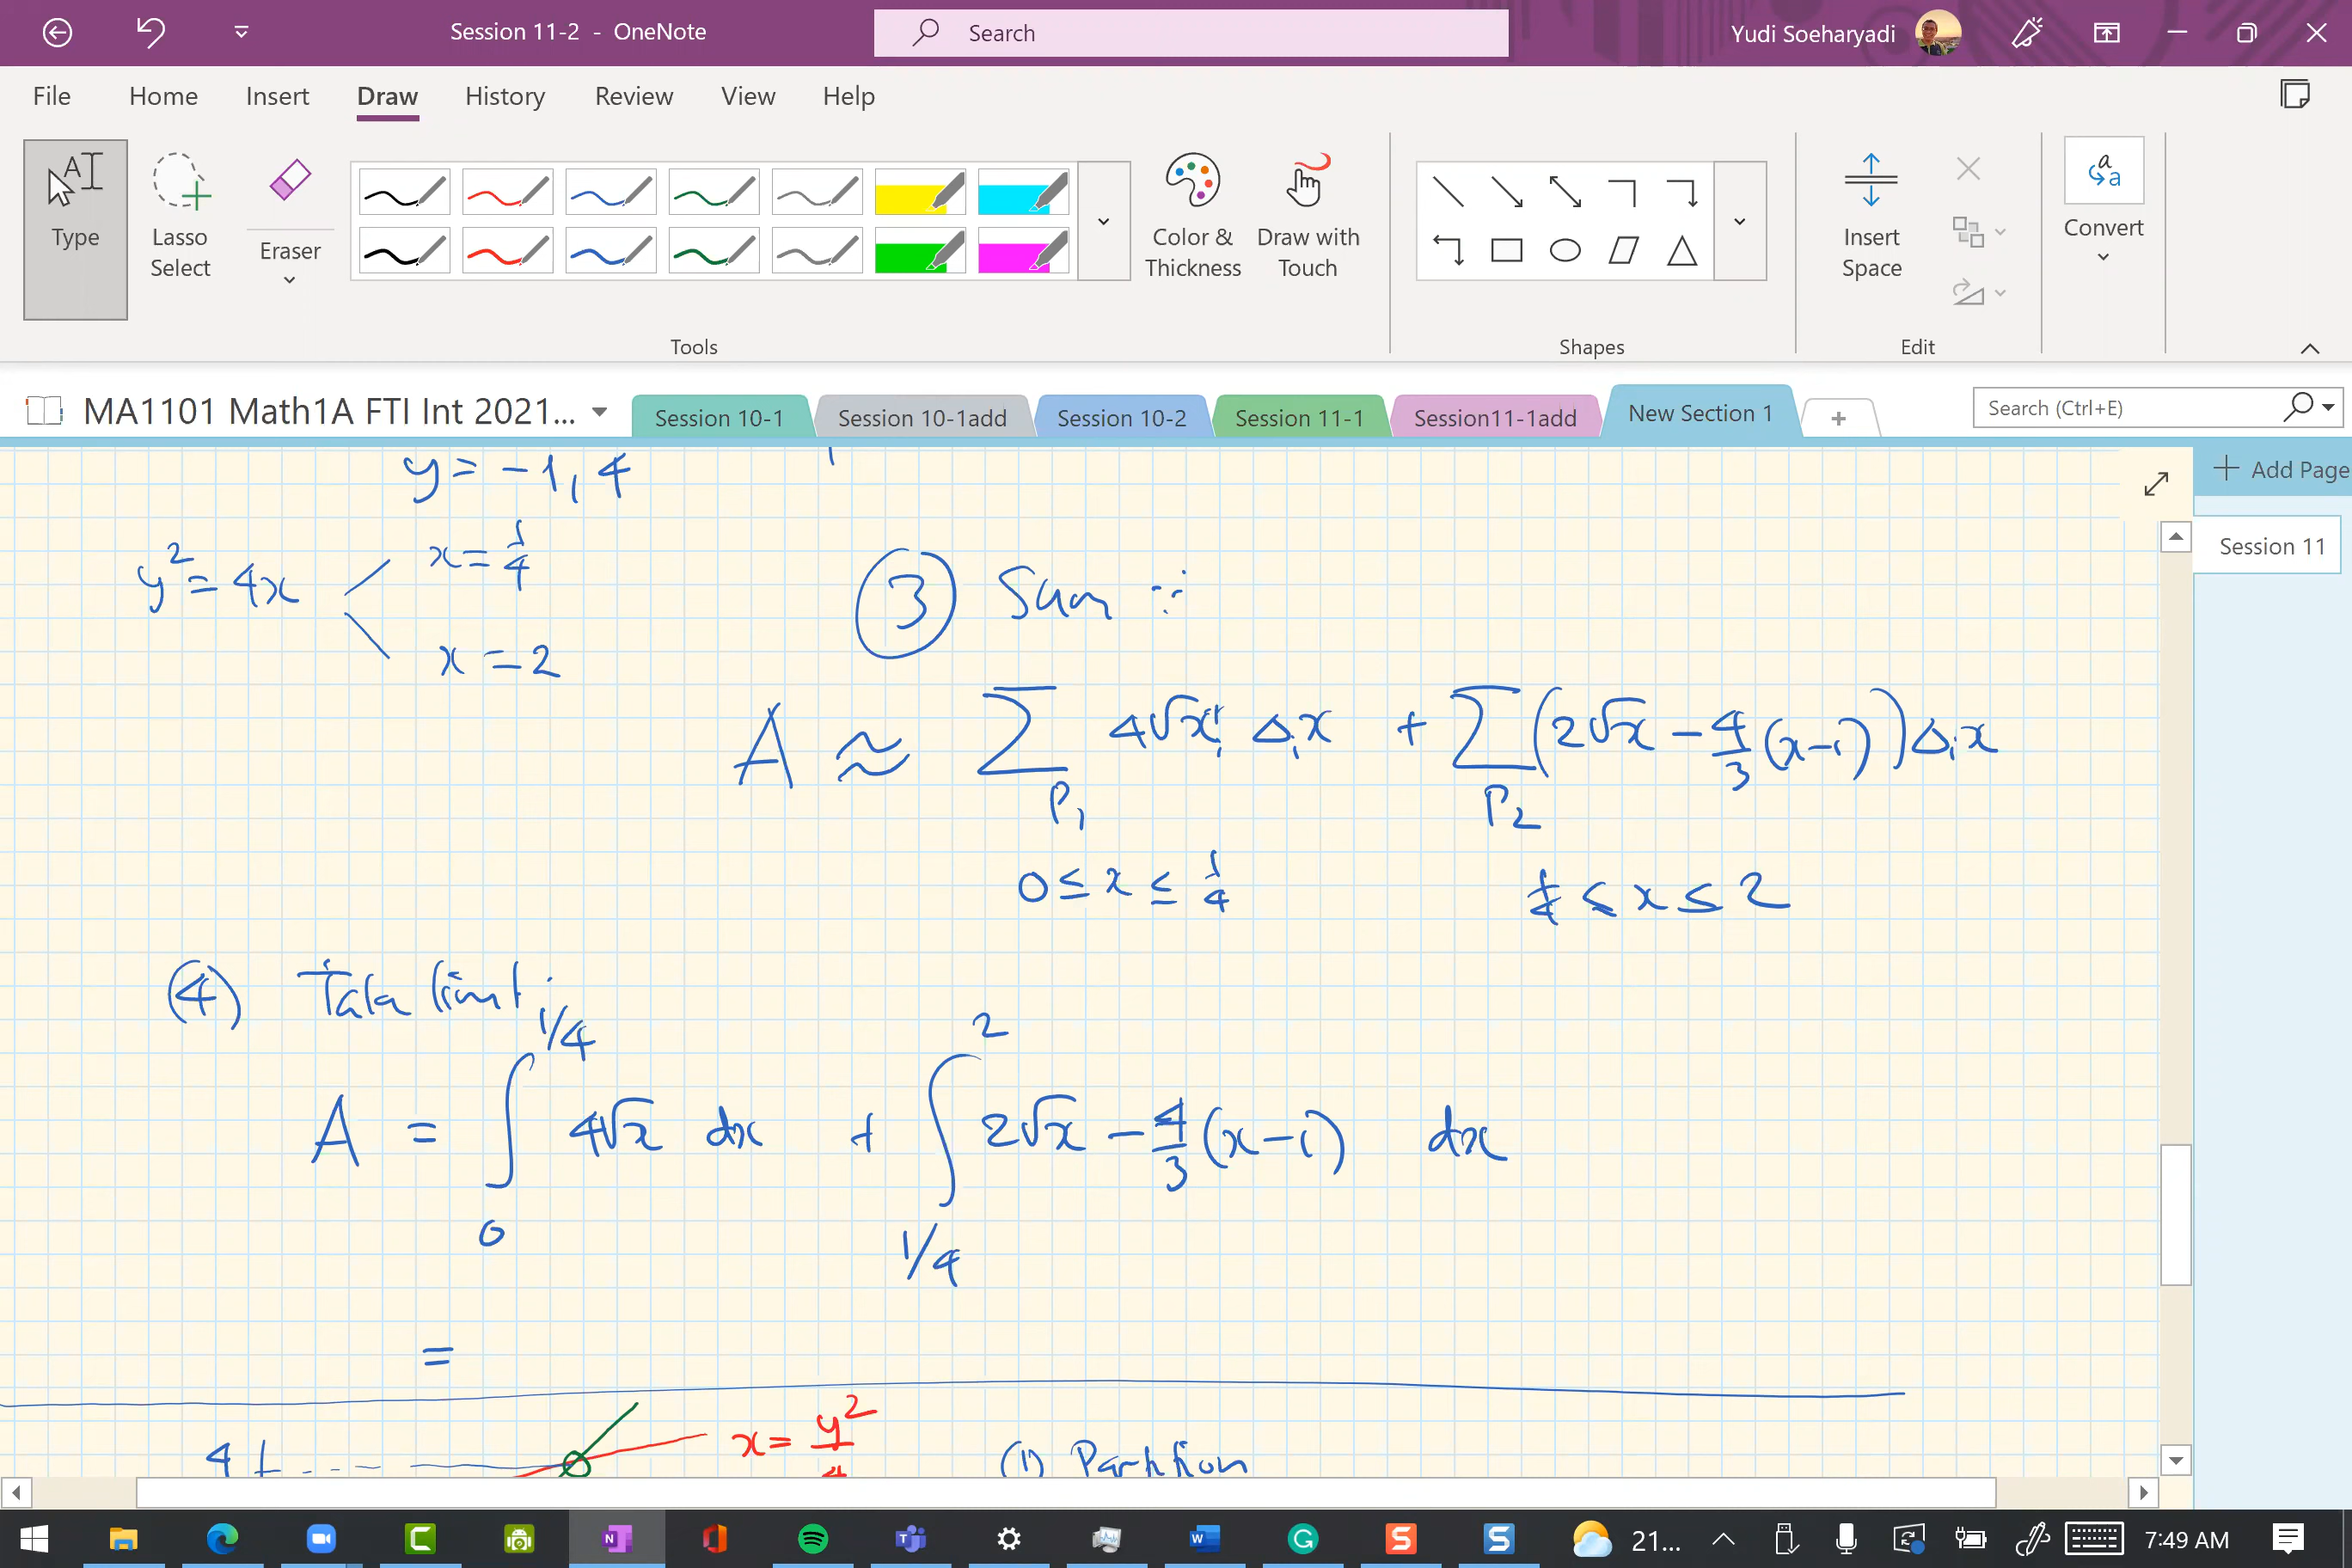 Session 11-2 - OneNote
Search
Yudi Soeharyadi
File Home Insert Draw History Review View Help
Type
Lasso Select
Eraser
Color & Thickness
Draw with Touch
Insert Space
Convert
Tools
Shapes
Edit
MA1101 Math1A FTI Int 2021...
Session 10-1
Session 10-1add
Session 10-2
Session 11-1
Session11-1add
New Section 1
Search (Ctrl+E)
Add Page
Session 11
y = -1, 4
y² = 4x
x = 1/4
x = 2
③ Sum :
A ≈ ∑ 4√xᵢ Δᵢx + ∑ (2√x - 4/3 (x-1)) Δᵢx
P₁ P₂
0 ≤ x ≤ 1/4 1/4 ≤ x ≤ 2
(4) limit :
A = ∫₀^1/4 4√x dx + ∫_1/4^2 2√x - 4/3 (x-1) dx
=
4
x = y²/4
(1) Partition
21...
7:49 AM